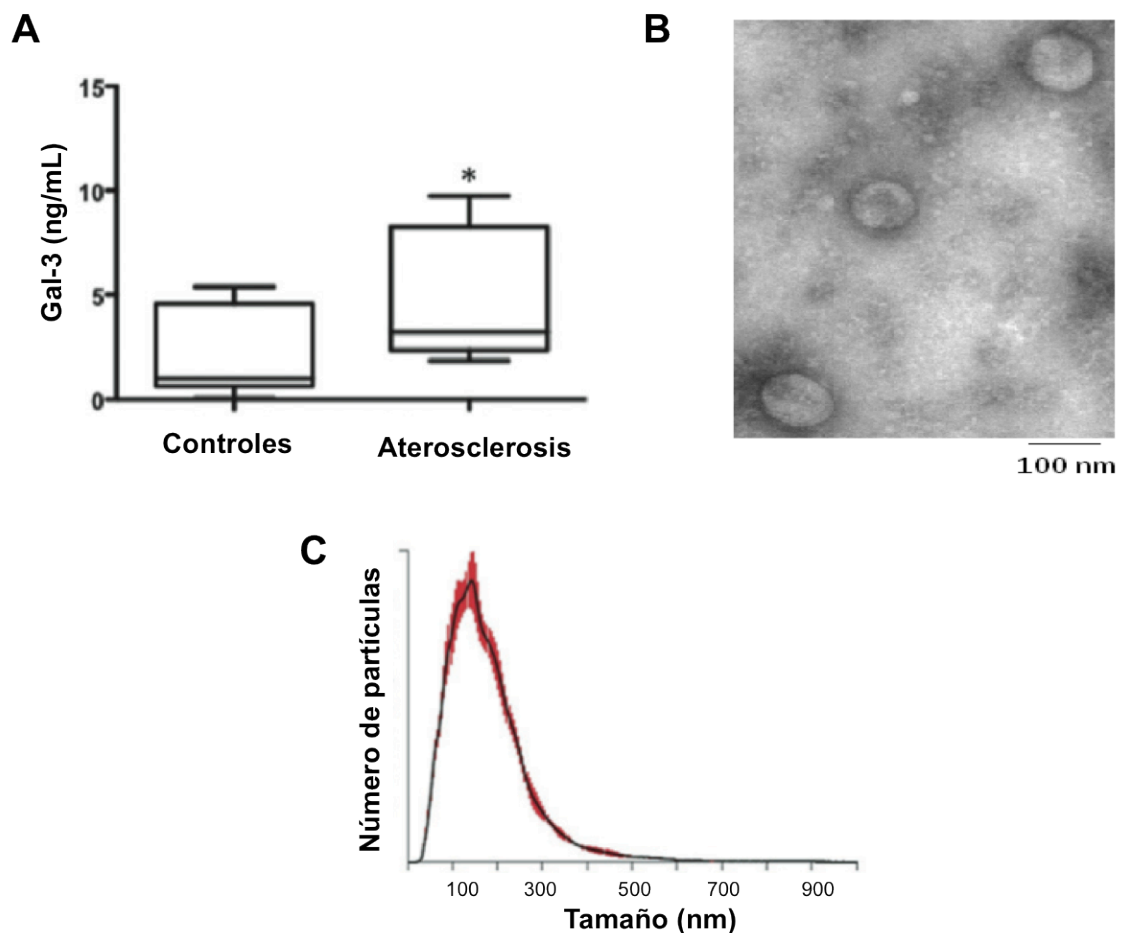 A
Gal-3 (ng/mL)
15
10
5
0
*
Controles
Aterosclerosis
B
100 nm
C
Número de partículas
100 300 500 700 900
Tamaño (nm)